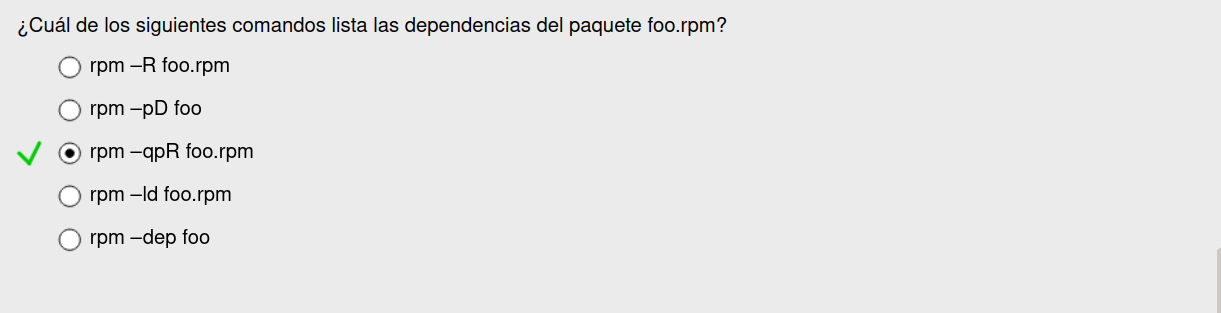 ¿Cuál de los siguientes comandos lista las dependencias del paquete foo.rpm?
rpm –R foo.rpm
rpm –pD foo
rpm –qpR foo.rpm
rpm –ld foo.rpm
rpm –dep foo